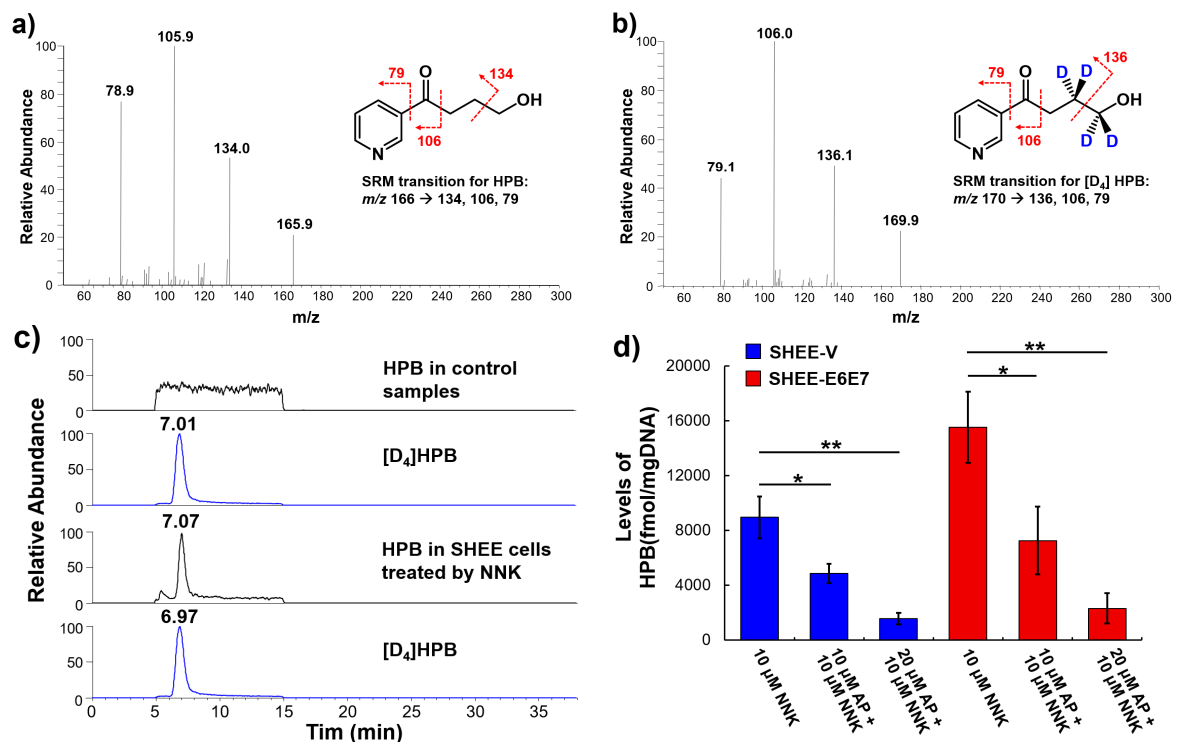 a)
Relative Abundance
100
80
60
40
20
0
105.9
78.9
134.0
165.9
79
O
134
OH
106
N
SRM transition for HPB:
m/z 166 → 134, 106, 79
60 80 100 120 140 160 180 200 220 240 260 280 300
m/z
b)
Relative Abundance
100
80
60
40
20
0
106.0
79.1
136.1
169.9
136
79
O
D D
OH
106
D D
N
SRM transition for [D4] HPB:
m/z 170 → 136, 106, 79
60 80 100 120 140 160 180 200 220 240 260 280 300
m/z
c)
Relative Abundance
100
50
0
HPB in control
samples
100
50
0
7.01
[D4]HPB
100
50
0
7.07
HPB in SHEE cells
treated by NNK
100
50
0
6.97
[D4]HPB
0 5 10 15 20 25 30 35
Tim (min)
d)
SHEE-V
SHEE-E6E7
Levels of
HPB(fmol/mgDNA)
20000
16000
12000
8000
4000
0
**
*
**
*
10 μM NNK
10 μM AP +
10 μM NNK
20 μM AP +
10 μM NNK
10 μM NNK
10 μM AP +
10 μM NNK
20 μM AP +
10 μM NNK